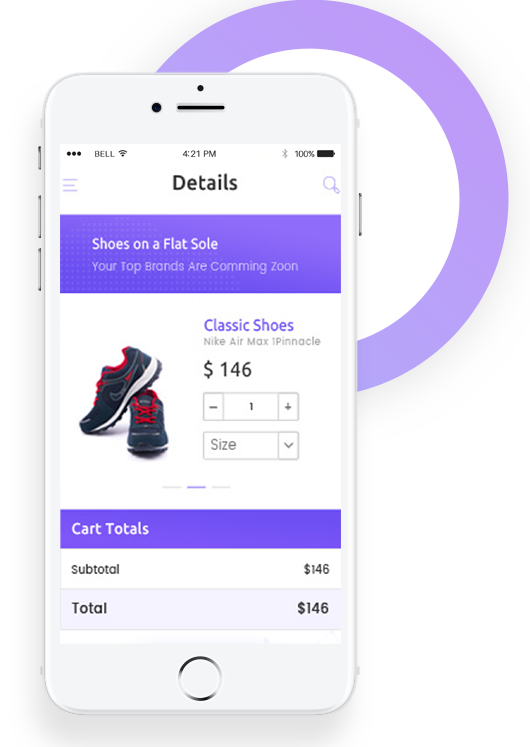 BELL 4:21 PM 100%
Details
Shoes on a Flat Sole
Your Top Brands Are Comming Zoon
Classic Shoes
Nike Air Max 1Pinnacle
$ 146
− 1 +
Size
Cart Totals
Subtotal $146
Total $146